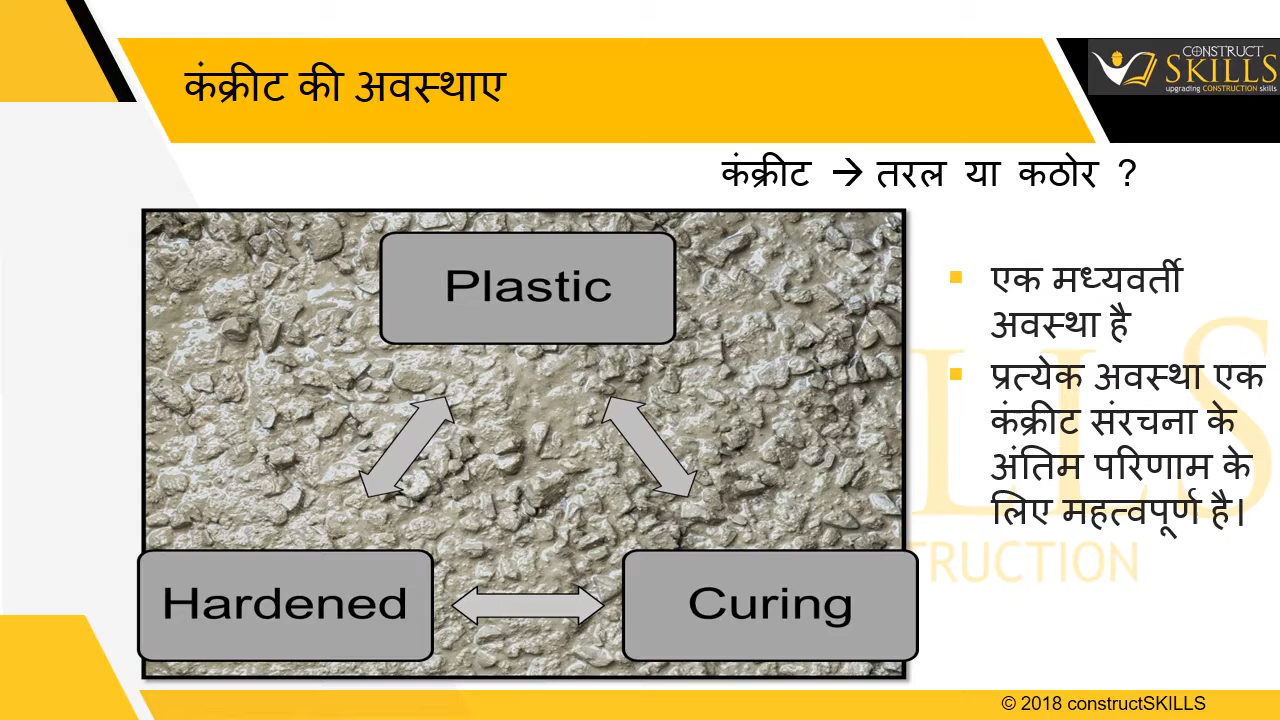 कंक्रीट की अवस्थाए
CONSTRUCT
SKILLS
upgrading CONSTRUCTION skills
कंक्रीट → तरल या कठोर ?
Plastic
Hardened
Curing
▪ एक मध्यवर्ती
अवस्था है
▪ प्रत्येक अवस्था एक
कंक्रीट संरचना के
अंतिम परिणाम के
लिए महत्वपूर्ण है।
© 2018 constructSKILLS